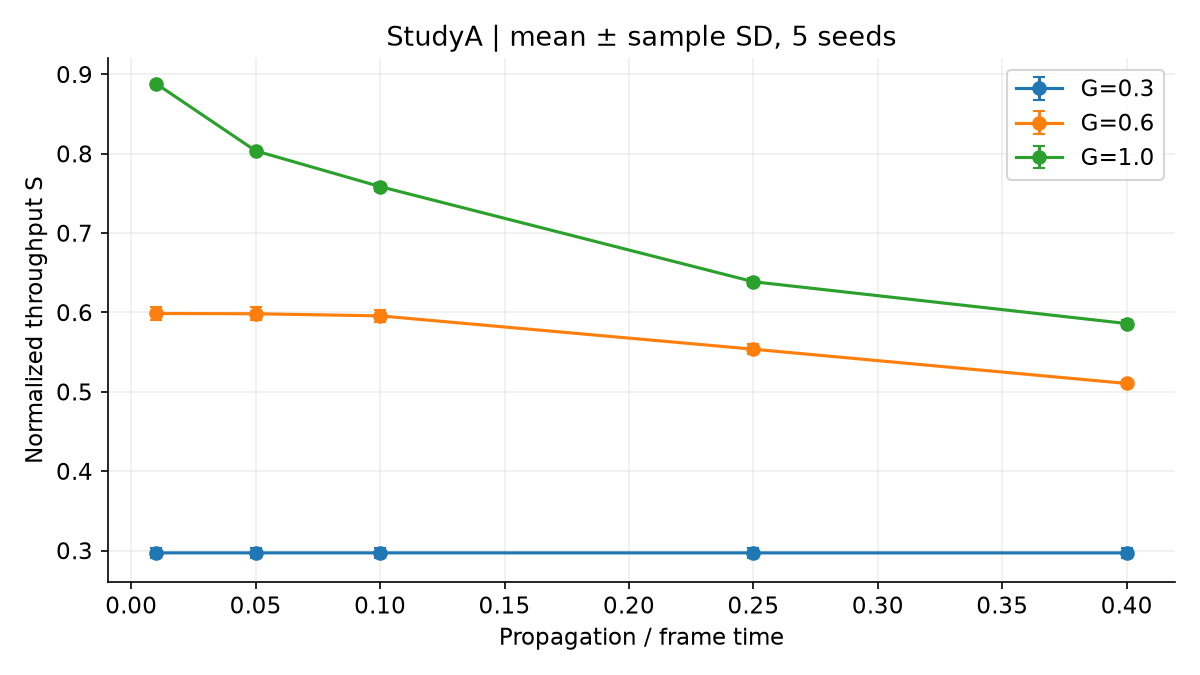 StudyA | mean ± sample SD, 5 seeds
Normalized throughput S
0.9
0.8
0.7
0.6
0.5
0.4
0.3
G=0.3
G=0.6
G=1.0
0.00 0.05 0.10 0.15 0.20 0.25 0.30 0.35 0.40
Propagation / frame time